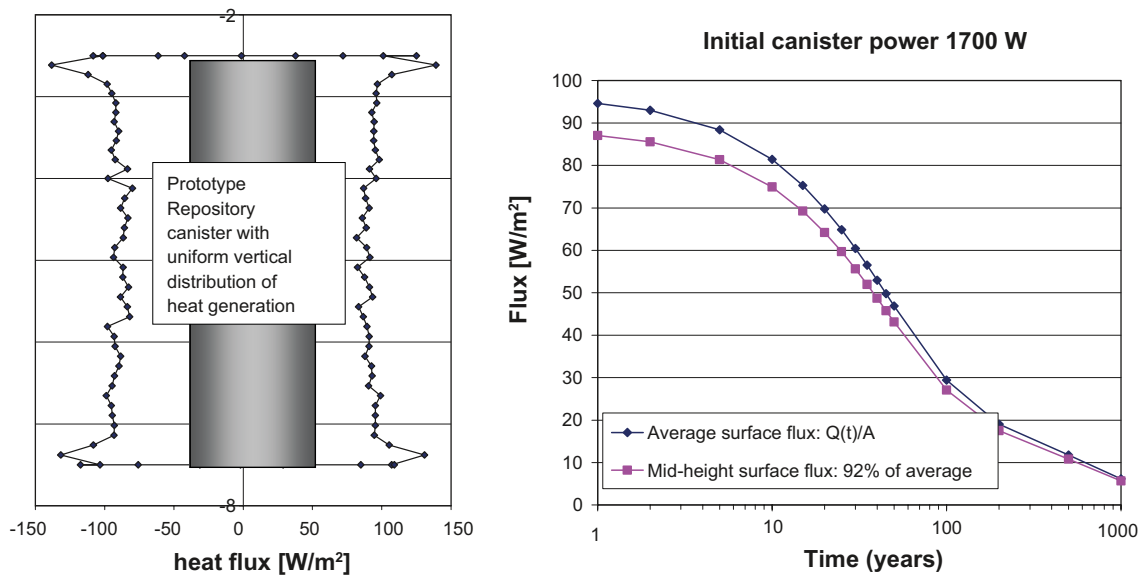 -2
Prototype
Repository
canister with
uniform vertical
distribution of
heat generation
-8
-150 -100 -50 0 50 100 150
heat flux [W/m²]
Initial canister power 1700 W
Flux [W/m²]
100
90
80
70
60
50
40
30
20
10
0
Average surface flux: Q(t)/A
Mid-height surface flux: 92% of average
1 10 100 1000
Time (years)